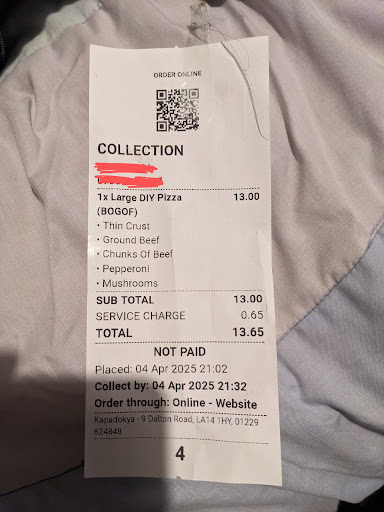 ORDER ONLINE
COLLECTION
1x Large DIY Pizza 13.00
(BOGOF)
• Thin Crust
• Ground Beef
• Chunks Of Beef
• Pepperoni
• Mushrooms
SUB TOTAL 13.00
SERVICE CHARGE 0.65
TOTAL 13.65
NOT PAID
Placed: 04 Apr 2025 21:02
Collect by: 04 Apr 2025 21:32
Order through: Online - Website
Kapadokya - 9 Dalton Road, LA14 1HY, 01229
824848
4